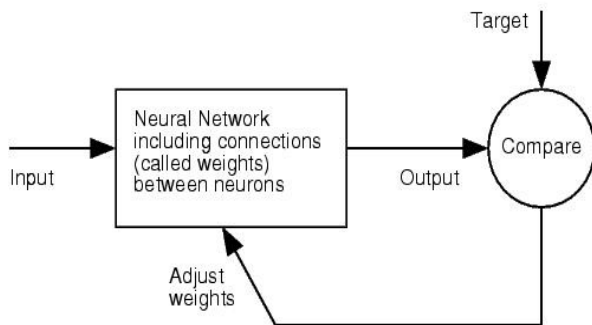 Target
Neural Network
including connections
(called weights)
between neurons
Compare
Input
Output
Adjust
weights